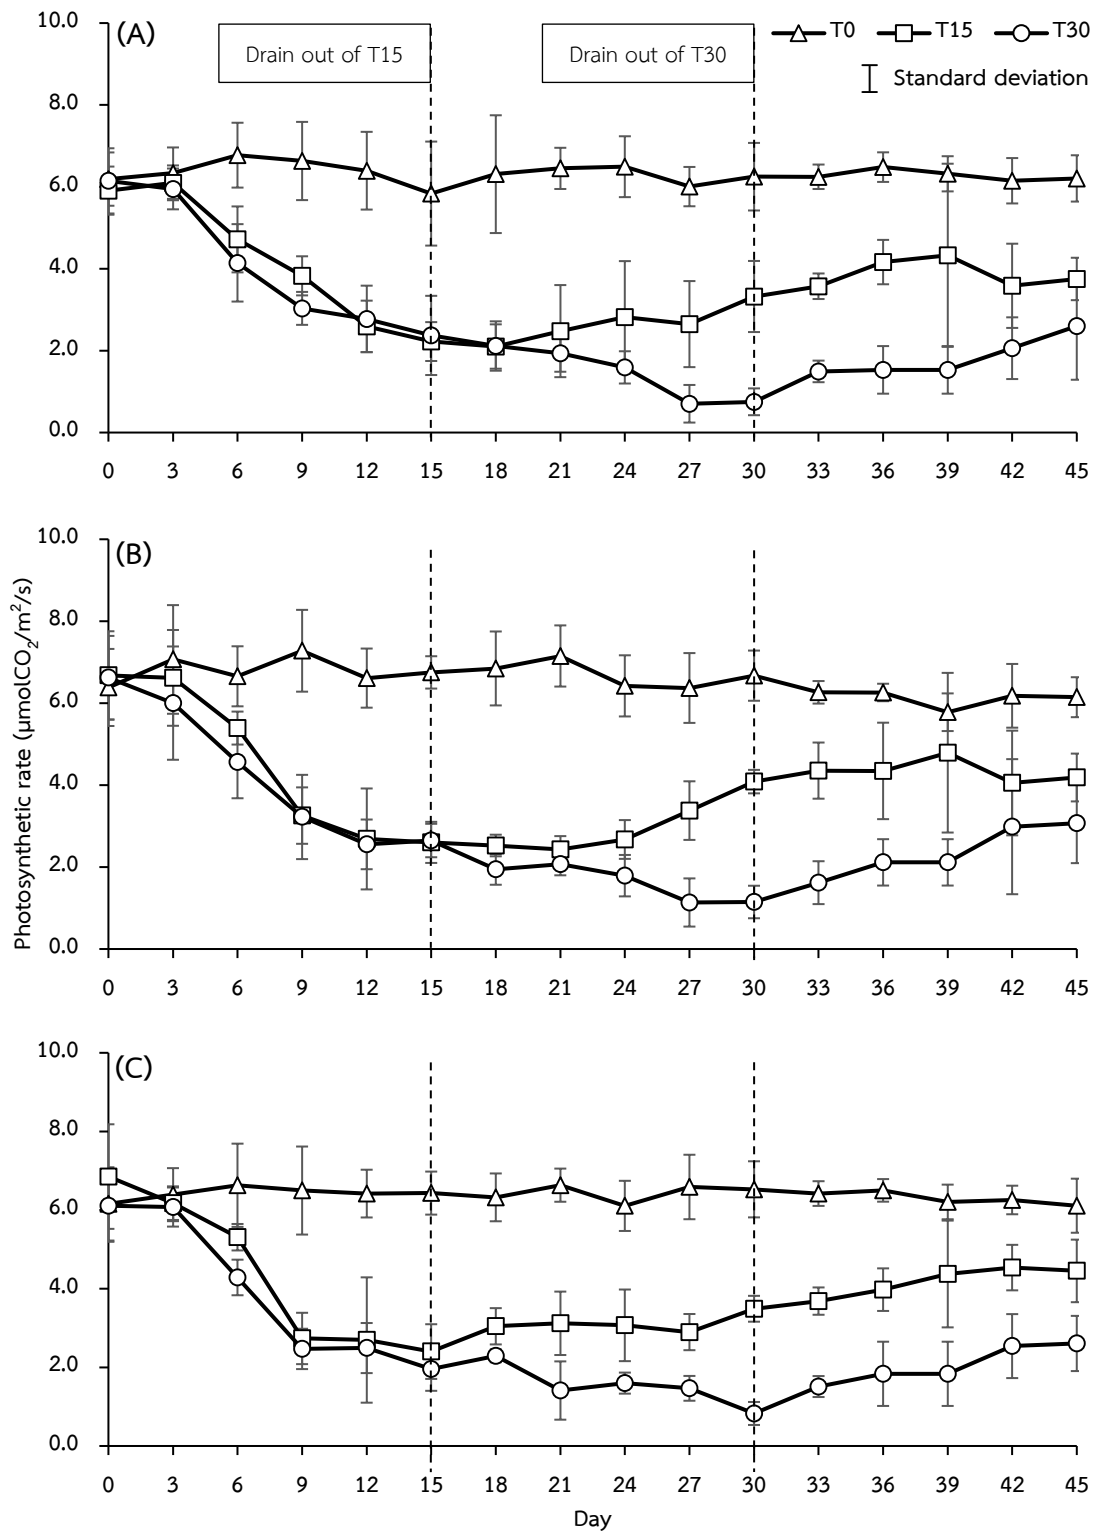 (A)
Drain out of T15
Drain out of T30
T0
T15
T30
Standard deviation
10.0
8.0
6.0
4.0
2.0
0.0
0 3 6 9 12 15 18 21 24 27 30 33 36 39 42 45
(B)
10.0
8.0
6.0
4.0
2.0
0.0
0 3 6 9 12 15 18 21 24 27 30 33 36 39 42 45
Photosynthetic rate (µmolCO₂/m²/s)
(C)
10.0
8.0
6.0
4.0
2.0
0.0
0 3 6 9 12 15 18 21 24 27 30 33 36 39 42 45
Day